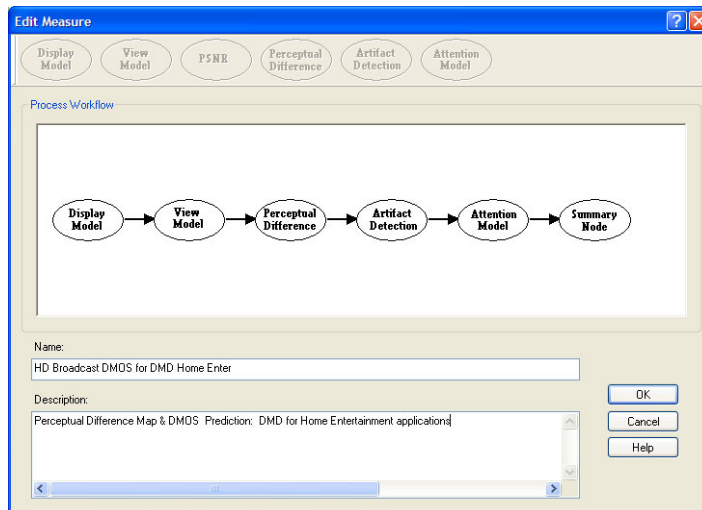 Edit Measure
Display Model
View Model
PSNR
Perceptual Difference
Artifact Detection
Attention Model
Process Workflow
Display Model
View Model
Perceptual Difference
Artifact Detection
Attention Model
Summary Node
Name:
HD Broadcast DMOS for DMD Home Enter
Description:
Perceptual Difference Map & DMOS Prediction: DMD for Home Entertainment applications
OK
Cancel
Help